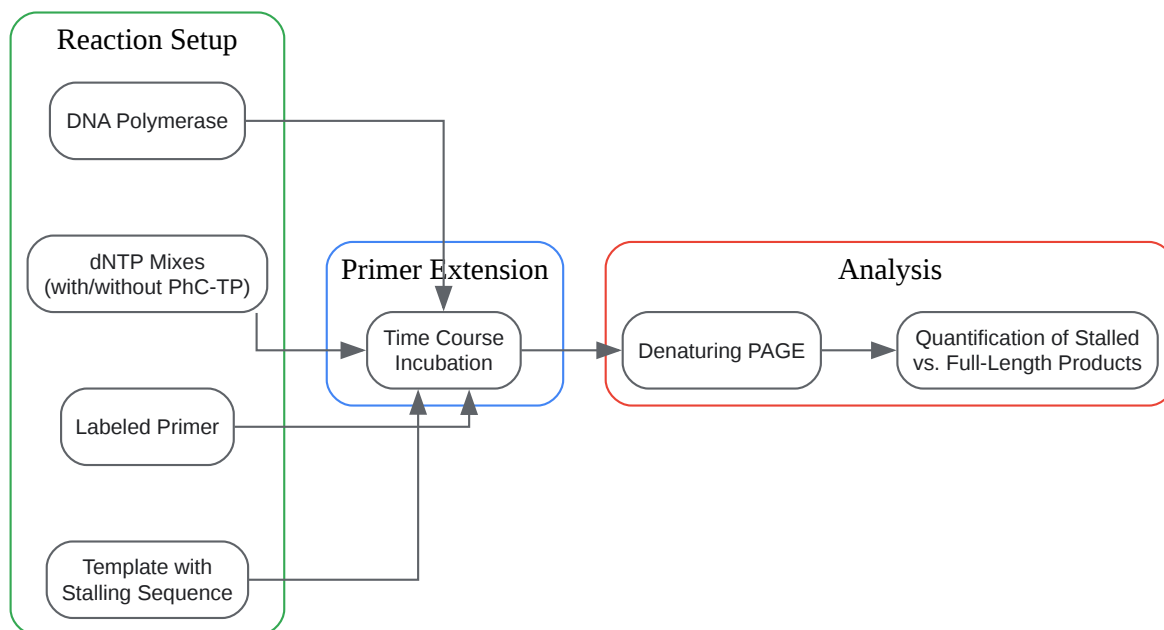 Reaction Setup
DNA Polymerase
dNTP Mixes
(with/without PhC-TP)
Labeled Primer
Template with
Stalling Sequence
Primer Extension
Time Course
Incubation
Analysis
Denaturing PAGE
Quantification of Stalled
vs. Full-Length Products